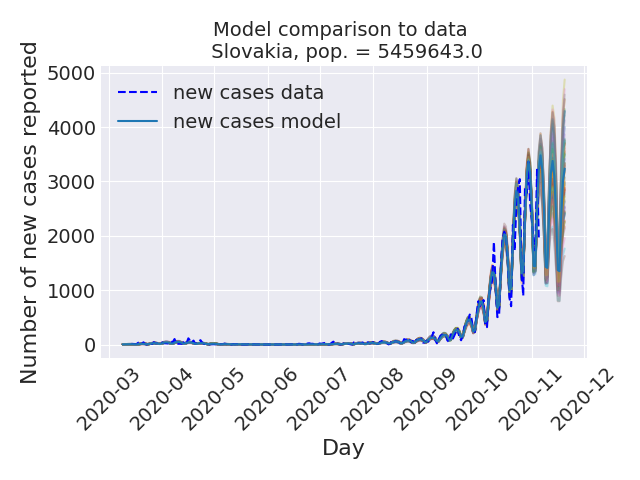 Model comparison to data
Slovakia, pop. = 5459643.0
Number of new cases reported
5000
4000
3000
2000
1000
0
new cases data
new cases model
2020-03
2020-04
2020-05
2020-06
2020-07
2020-08
2020-09
2020-10
2020-11
2020-12
Day